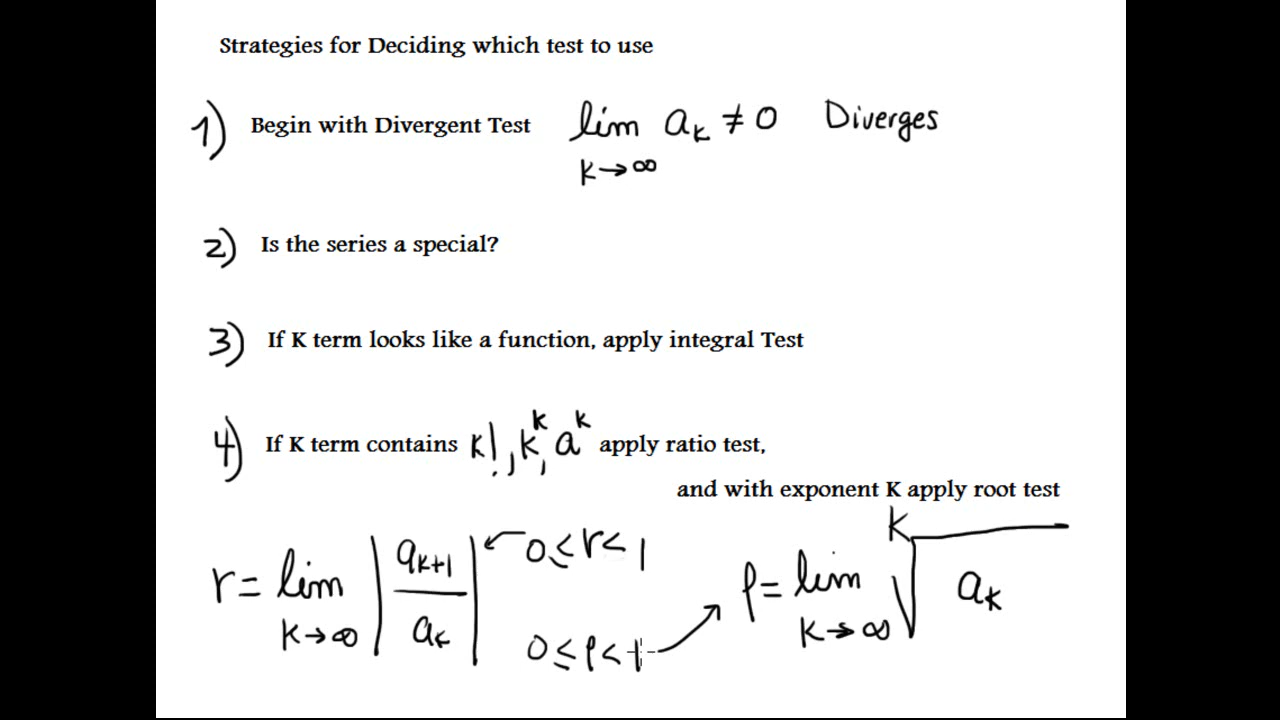 Strategies for Deciding which test to use
1) Begin with Divergent Test lim k→∞ a_k ≠ 0 Diverges
2) Is the series a special?
3) If K term looks like a function, apply integral Test
4) If K term contains k!, k^k, a^k apply ratio test,
and with exponent K apply root test
r = lim k→∞ |a_{k+1}/a_k| ← 0 ≤ r < 1
0 ≤ ρ < 1 → ρ = lim k→∞ ᵏ√a_k